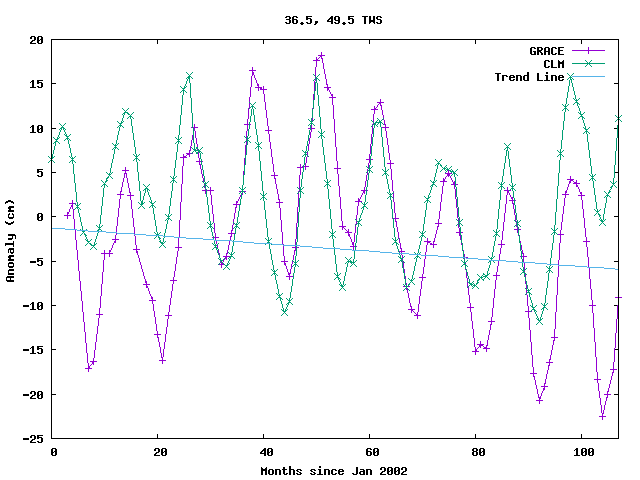 36.5, 49.5 TWS
GRACE
CLM
Trend Line
20
15
10
5
0
-5
-10
-15
-20
-25
Anomaly (cm)
0 20 40 60 80 100
Months since Jan 2002